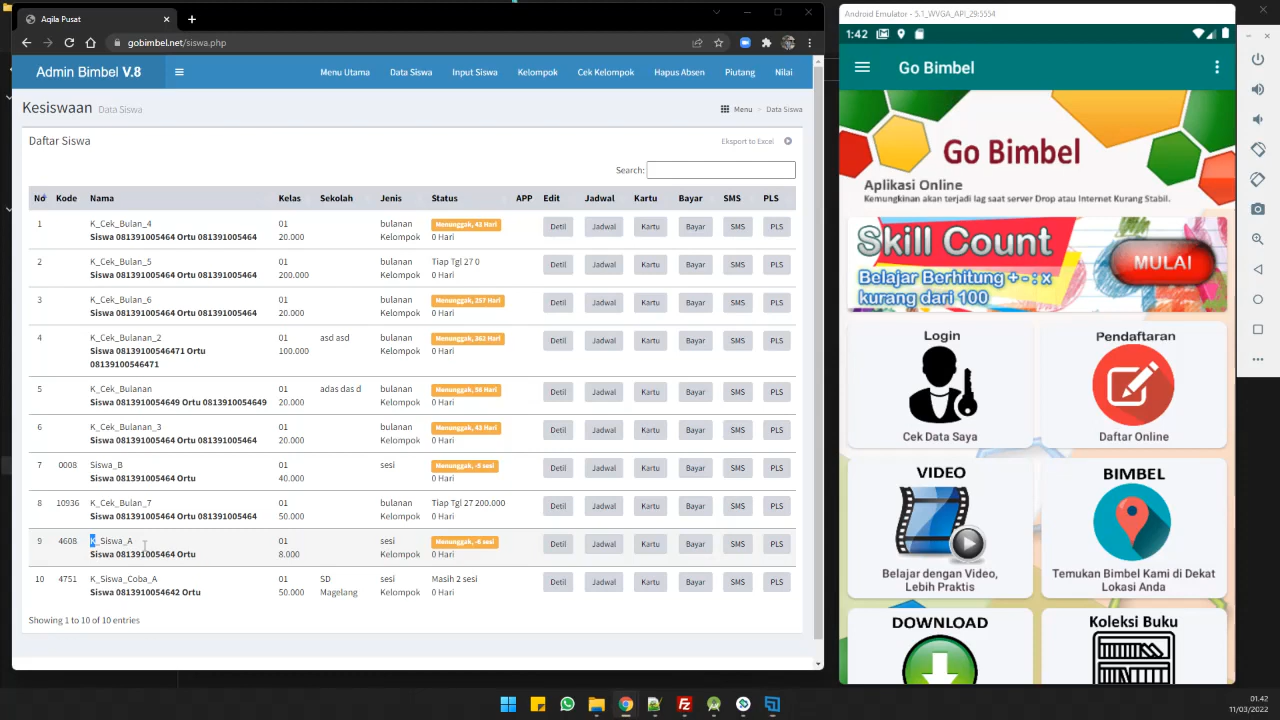 Aqila Pusat
gobimbel.net/siswa.php
Admin Bimbel V.8
Menu Utama Data Siswa Input Siswa Kelompok Cek Kelompok Hapus Absen Piutang Nilai
Kesiswaan Data Siswa
Menu > Data Siswa
Daftar Siswa
Eksport to Excel
Search:
No Kode Nama Kelas Sekolah Jenis Status APP Edit Jadwal Kartu Bayar SMS PLS
1 K_Cek_Bulan_4 01 bulanan Menunggak, 43 Hari Detil Jadwal Kartu Bayar SMS PLS
Siswa 081391005464 Ortu 081391005464 20.000 Kelompok 0 Hari
2 K_Cek_Bulan_5 01 bulanan Tiap Tgl 27 0 Detil Jadwal Kartu Bayar SMS PLS
Siswa 081391005464 Ortu 081391005464 200.000 Kelompok 0 Hari
3 K_Cek_Bulan_6 01 bulanan Menunggak, 357 Hari Detil Jadwal Kartu Bayar SMS PLS
Siswa 081391005464 Ortu 081391005464 20.000 Kelompok 0 Hari
4 K_Cek_Bulanan_2 01 asd asd bulanan Menunggak, 362 Hari Detil Jadwal Kartu Bayar SMS PLS
Siswa 08139100546471 Ortu 100.000 Kelompok 0 Hari
08139100546471
5 K_Cek_Bulanan 01 adas das d bulanan Menunggak, 58 Hari Detil Jadwal Kartu Bayar SMS PLS
Siswa 0813910054649 Ortu 0813910054649 20.000 Kelompok 0 Hari
6 K_Cek_Bulanan_3 01 bulanan Menunggak, 43 Hari Detil Jadwal Kartu Bayar SMS PLS
Siswa 081391005464 Ortu 081391005464 20.000 Kelompok 0 Hari
7 0008 Siswa_B 01 sesi Menunggak, -5 sesi Detil Jadwal Kartu Bayar SMS PLS
Siswa 081391005464 Ortu 40.000 Kelompok 0 Hari
8 10936 K_Cek_Bulan_7 01 bulanan Tiap Tgl 27 200.000 Detil Jadwal Kartu Bayar SMS PLS
Siswa 081391005464 Ortu 081391005464 50.000 Kelompok 0 Hari
9 4608 K_Siswa_A 01 sesi Menunggak, -6 sesi Detil Jadwal Kartu Bayar SMS PLS
Siswa 081391005464 Ortu 8.000 Kelompok 0 Hari
10 4751 K_Siswa_Coba_A 01 SD sesi Masih 2 sesi Detil Jadwal Kartu Bayar SMS PLS
Siswa 0813910054642 Ortu 50.000 Magelang Kelompok 0 Hari
Showing 1 to 10 of 10 entries
Android Emulator - 5.1_WVGA_API_29:5554
1:42
Go Bimbel
Go Bimbel
Aplikasi Online
Kemungkinan akan terjadi lag saat server Drop atau Internet Kurang Stabil.
Skill Count
Belajar Berhitung + - : x
kurang dari 100
MULAI
Login
Cek Data Saya
Pendaftaran
Daftar Online
VIDEO
Belajar dengan Video,
Lebih Praktis
BIMBEL
Temukan Bimbel Kami di Dekat
Lokasi Anda
DOWNLOAD
Koleksi Buku
01.42
11/03/2022